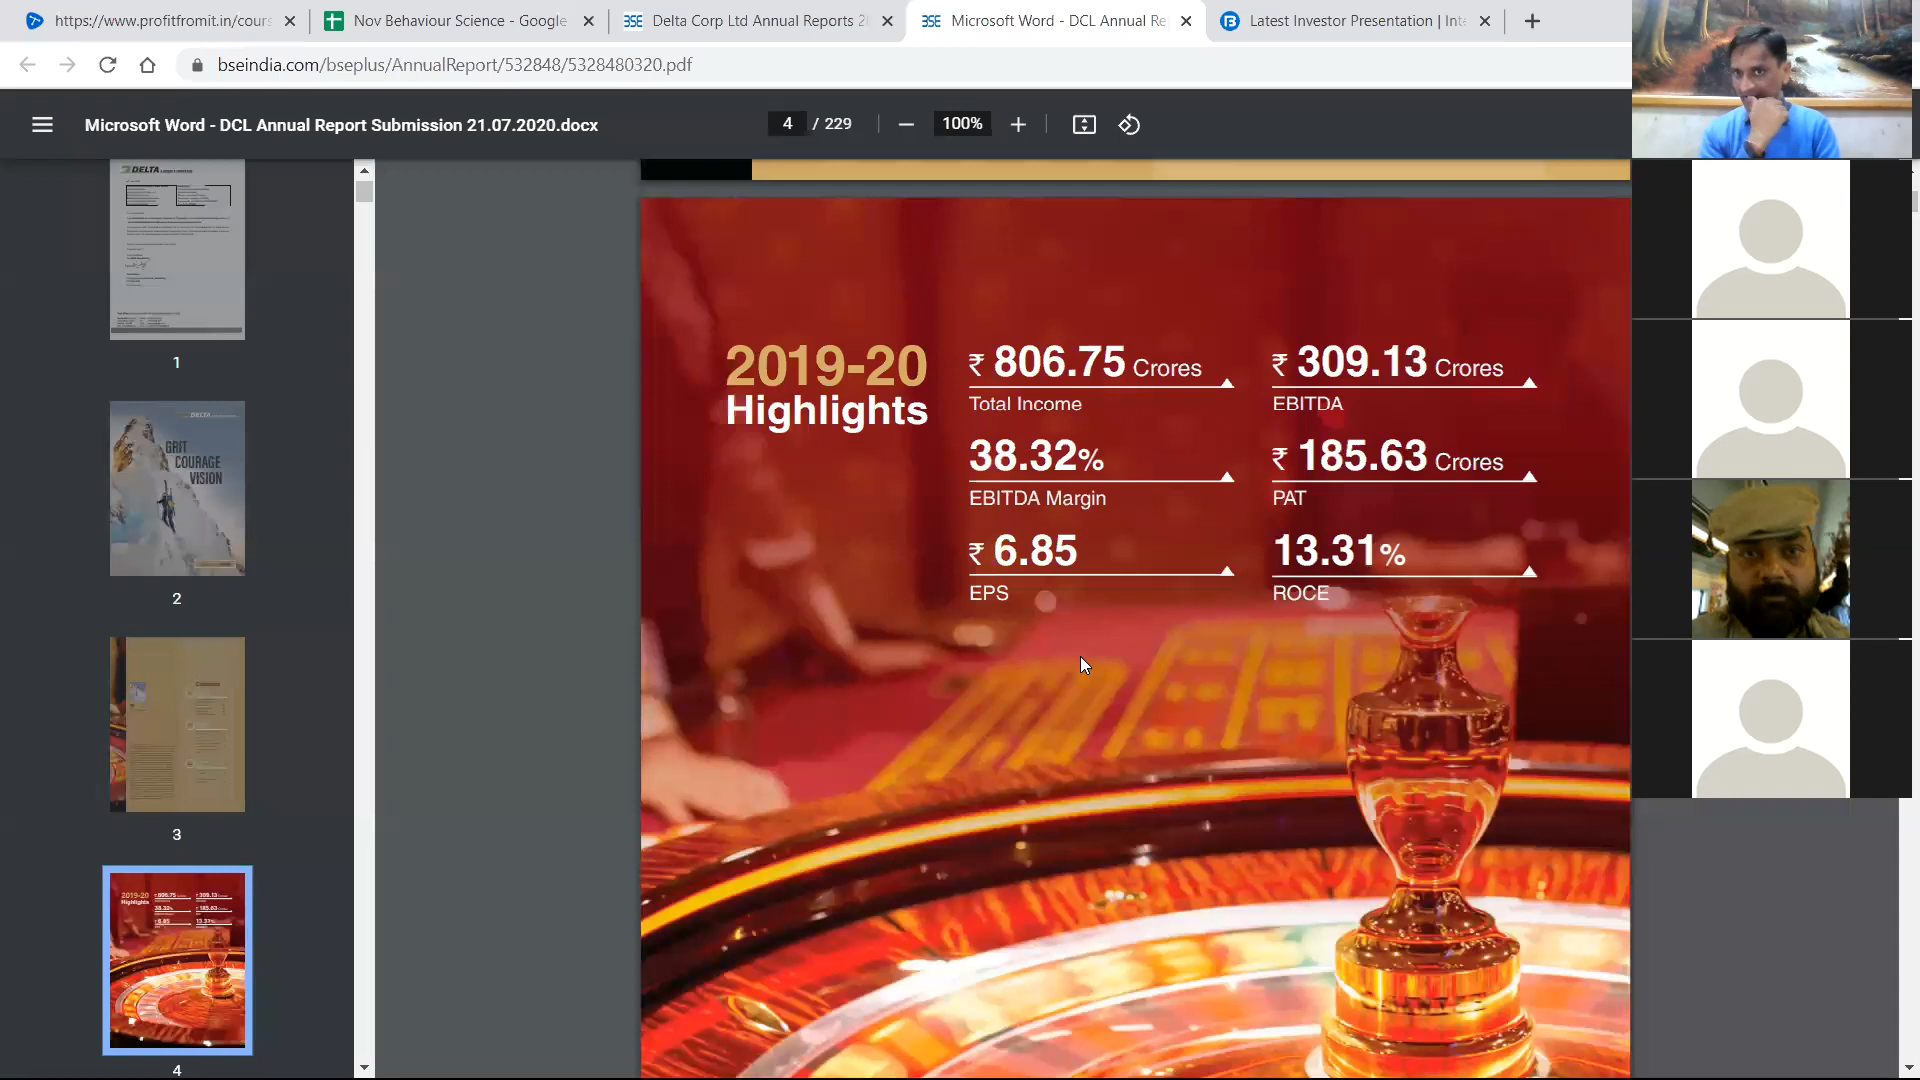 https://www.profitfromit.in/cours
Nov Behaviour Science - Google
BSE Delta Corp Ltd Annual Reports 2
BSE Microsoft Word - DCL Annual Re
Latest Investor Presentation | Int
bseindia.com/bseplus/AnnualReport/532848/5328480320.pdf
Microsoft Word - DCL Annual Report Submission 21.07.2020.docx
4 / 229
100%
DELTA
1
GRIT
COURAGE
VISION
2
3
4
2019-20
Highlights
₹ 806.75 Crores
Total Income
₹ 309.13 Crores
EBITDA
38.32%
EBITDA Margin
₹ 185.63 Crores
PAT
₹ 6.85
EPS
13.31%
ROCE